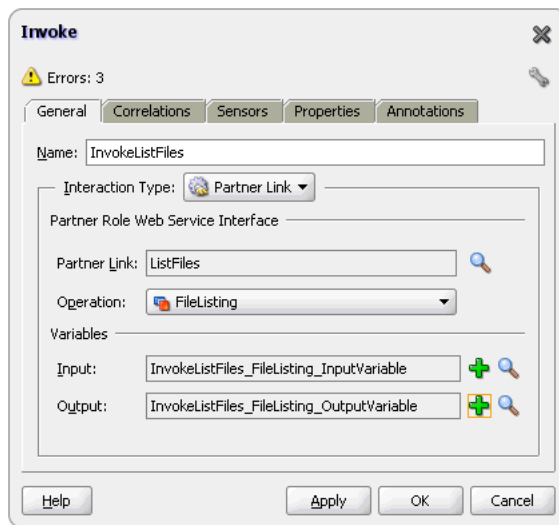 Invoke
Errors: 3
General Correlations Sensors Properties Annotations
Name: InvokeListFiles
Interaction Type: Partner Link
Partner Role Web Service Interface
Partner Link: ListFiles
Operation: FileListing
Variables
Input: InvokeListFiles_FileListing_InputVariable
Output: InvokeListFiles_FileListing_OutputVariable
Help Apply OK Cancel